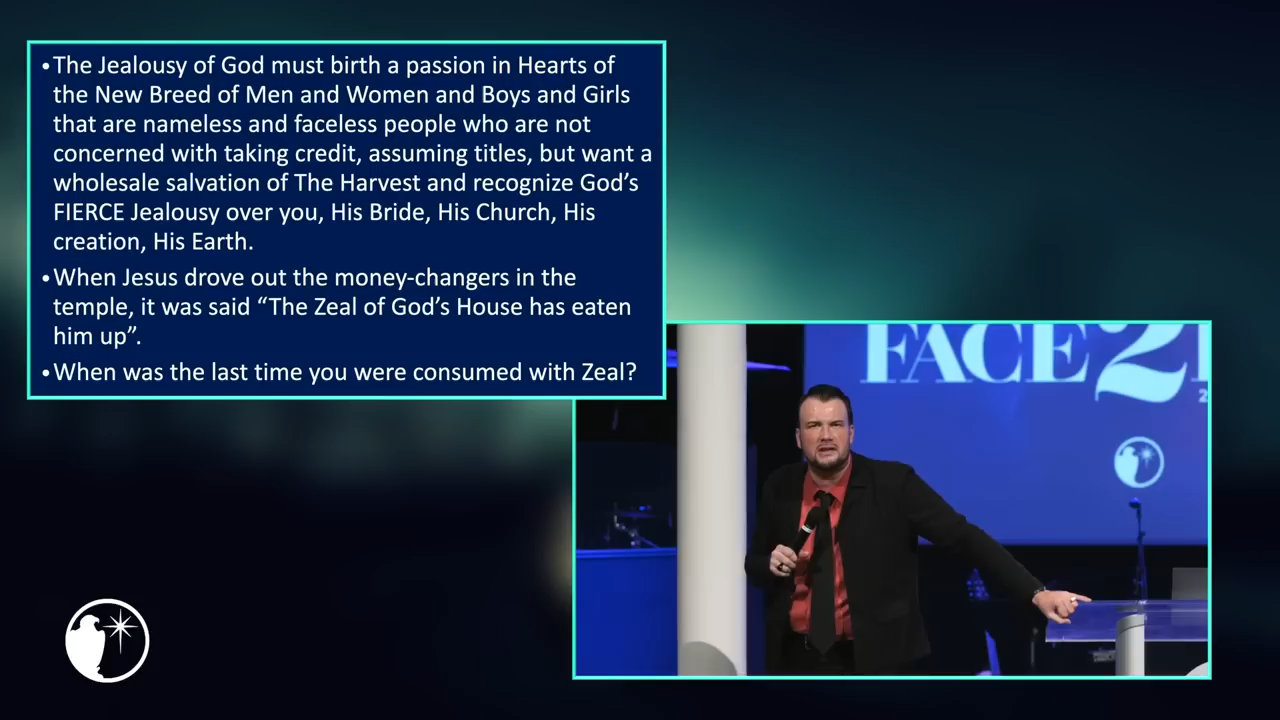 •The Jealousy of God must birth a passion in Hearts of
the New Breed of Men and Women and Boys and Girls
that are nameless and faceless people who are not
concerned with taking credit, assuming titles, but want a
wholesale salvation of The Harvest and recognize God’s
FIERCE Jealousy over you, His Bride, His Church, His
creation, His Earth.
•When Jesus drove out the money-changers in the
temple, it was said “The Zeal of God’s House has eaten
him up”.
•When was the last time you were consumed with Zeal?
FACE2
2